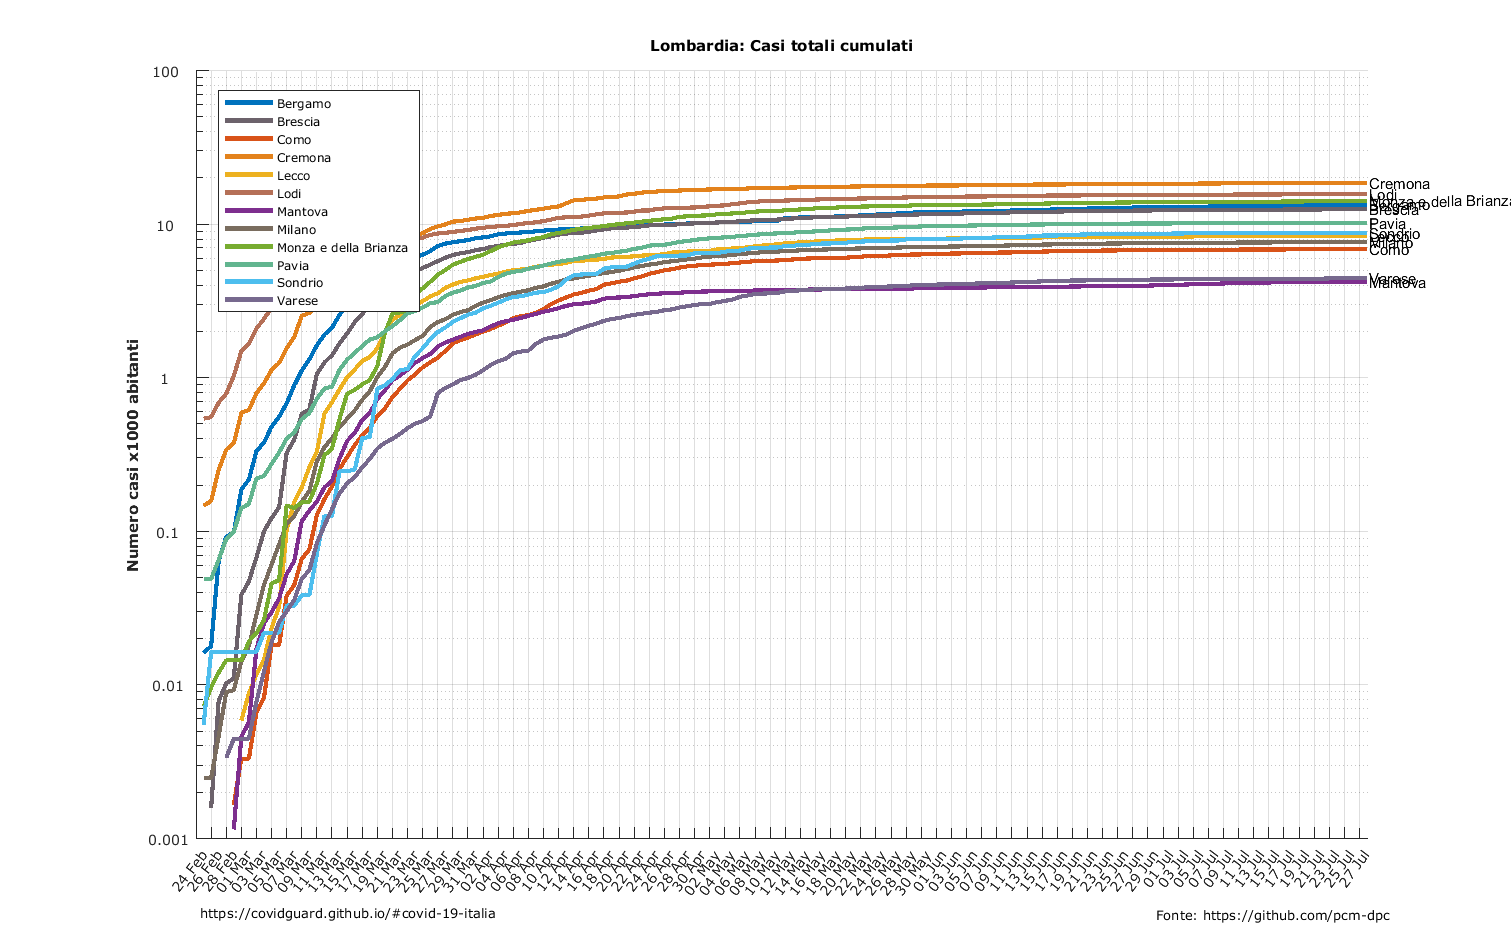 Lombardia: Casi totali cumulati
Numero casi x1000 abitanti
100
10
1
0.1
0.01
0.001
Bergamo
Brescia
Como
Cremona
Lecco
Lodi
Mantova
Milano
Monza e della Brianza
Pavia
Sondrio
Varese
Cremona
Lodi
Monza e della Brianza
Bergamo
Brescia
Pavia
Sondrio
Milano
Como
Varese
Mantova
24 Feb
26 Feb
28 Feb
01 Mar
03 Mar
05 Mar
07 Mar
09 Mar
11 Mar
13 Mar
15 Mar
17 Mar
19 Mar
21 Mar
23 Mar
25 Mar
27 Mar
29 Mar
31 Mar
02 Apr
04 Apr
06 Apr
08 Apr
10 Apr
12 Apr
14 Apr
16 Apr
18 Apr
20 Apr
22 Apr
24 Apr
26 Apr
28 Apr
30 Apr
02 May
04 May
06 May
08 May
10 May
12 May
14 May
16 May
18 May
20 May
22 May
24 May
26 May
28 May
30 May
01 Jun
03 Jun
05 Jun
07 Jun
09 Jun
11 Jun
13 Jun
15 Jun
17 Jun
19 Jun
21 Jun
23 Jun
25 Jun
27 Jun
29 Jun
01 Jul
03 Jul
05 Jul
07 Jul
09 Jul
11 Jul
13 Jul
15 Jul
17 Jul
19 Jul
21 Jul
23 Jul
25 Jul
27 Jul
https://covidguard.github.io/#covid-19-italia
Fonte: https://github.com/pcm-dpc